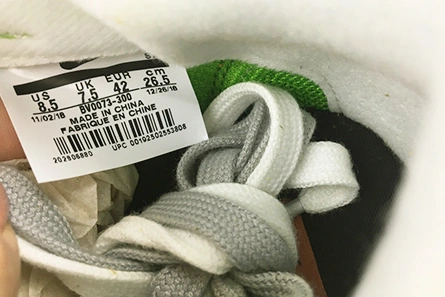 US UK EUR cm
8.5 7.5 42 26.5
11/02/18 BV0073-300 12/26/18
MADE IN CHINA
FABRIQUE EN CHINE
202906880 UPC 00192502553808